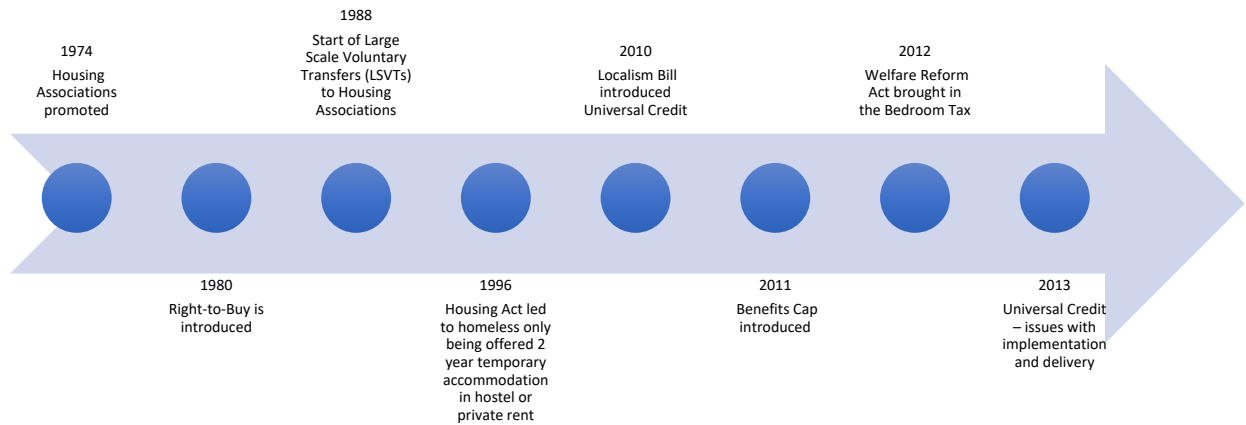 1974
Housing
Associations
promoted
1980
Right-to-Buy is
introduced
1988
Start of Large
Scale Voluntary
Transfers (LSVTs)
to Housing
Associations
1996
Housing Act led
to homeless only
being offered 2
year temporary
accommodation
in hostel or
private rent
2010
Localism Bill
introduced
Universal Credit
2011
Benefits Cap
introduced
2012
Welfare Reform
Act brought in
the Bedroom Tax
2013
Universal Credit
– issues with
implementation
and delivery